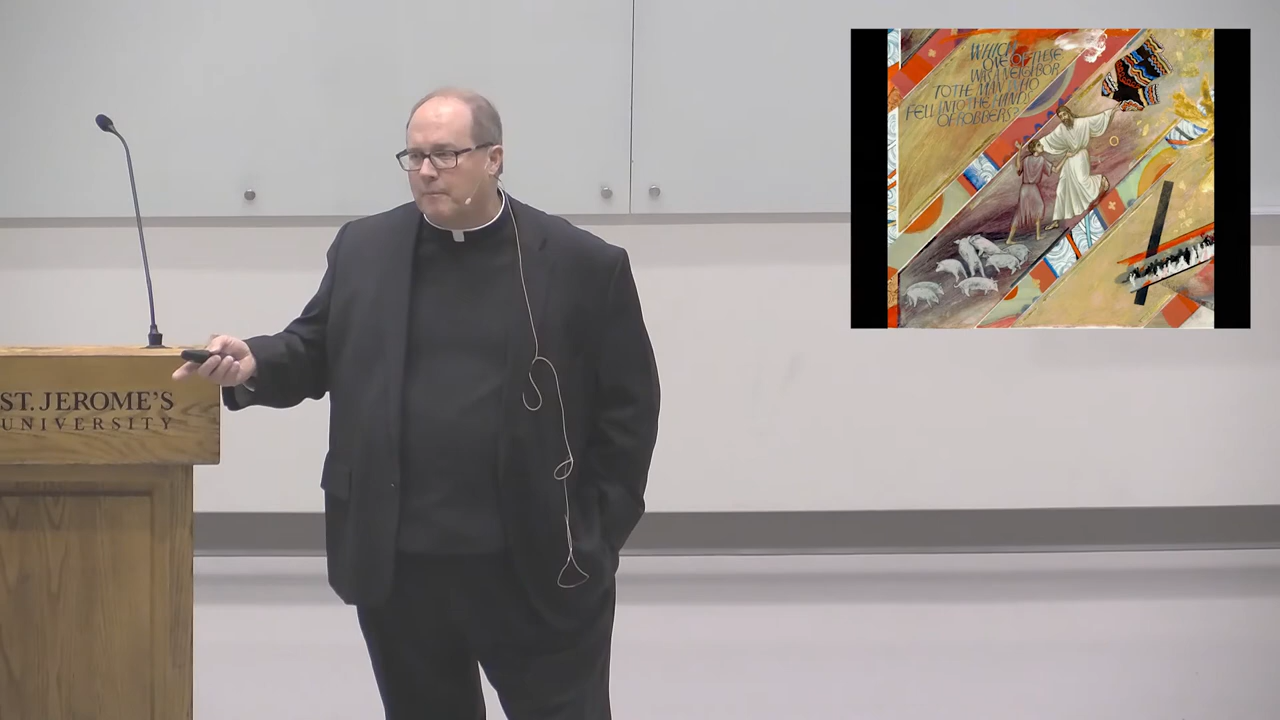 ST. JEROME'S
UNIVERSITY
WHICH
ONE OF THESE
WAS A NEIGHBOR
TO THE MAN WHO
FELL INTO THE HANDS
OF ROBBERS?